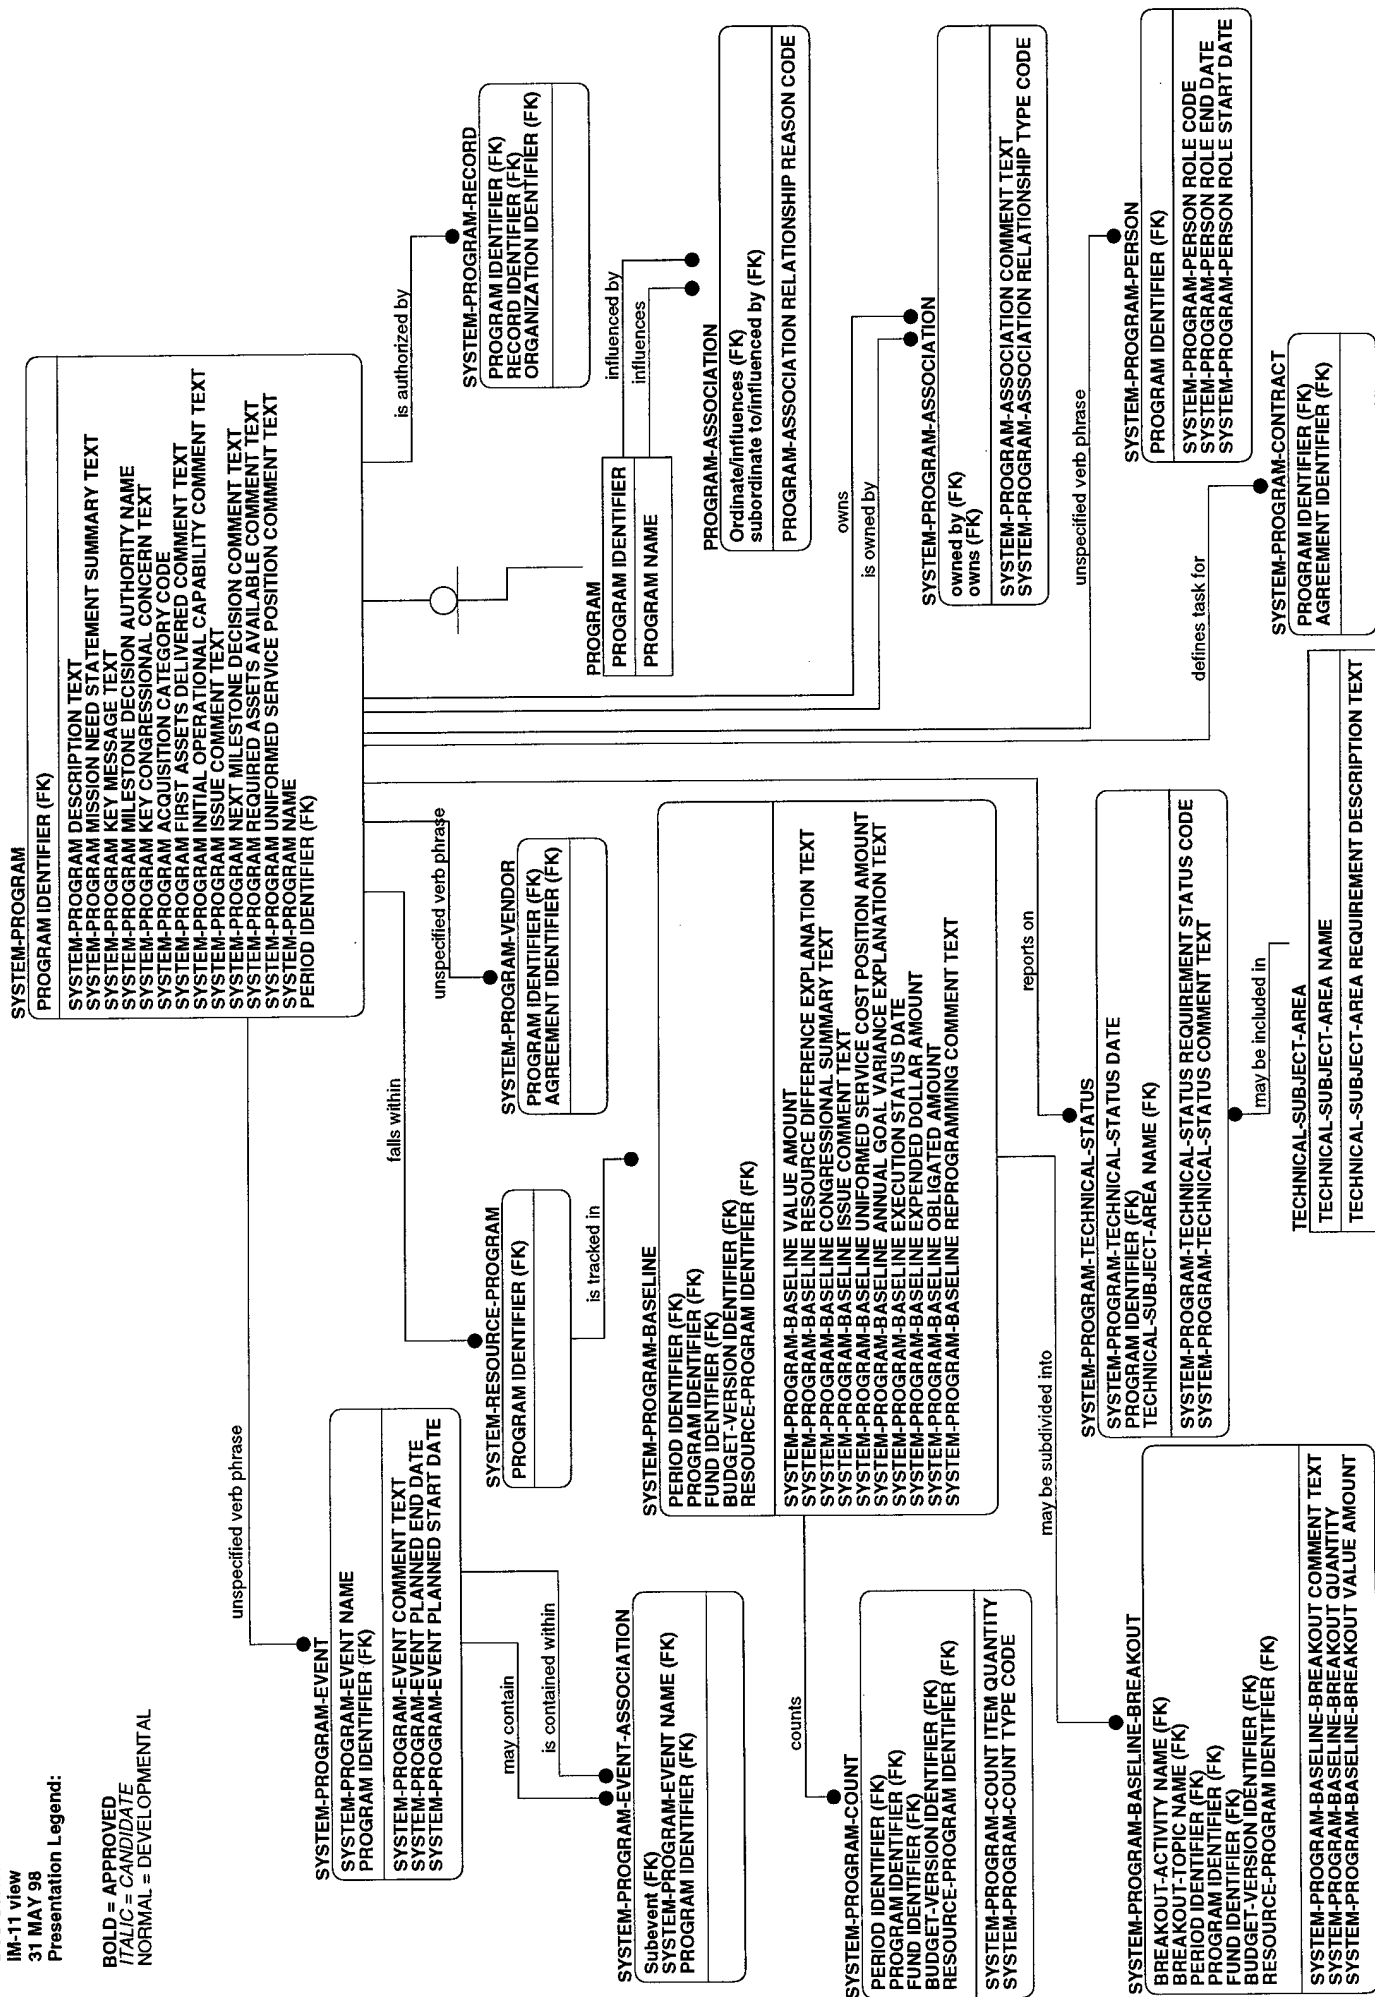 IM-11 view
31 MAY 98
Presentation Legend:
BOLD = APPROVED
ITALIC = CANDIDATE
NORMAL = DEVELOPMENTAL
SYSTEM-PROGRAM
PROGRAM IDENTIFIER (FK)
SYSTEM-PROGRAM DESCRIPTION TEXT
SYSTEM-PROGRAM MISSION NEED STATEMENT SUMMARY TEXT
SYSTEM-PROGRAM KEY MESSAGE TEXT
SYSTEM-PROGRAM MILESTONE DECISION AUTHORITY NAME
SYSTEM-PROGRAM KEY CONGRESSIONAL CONCERN TEXT
SYSTEM-PROGRAM ACQUISITION CATEGORY CODE
SYSTEM-PROGRAM FIRST ASSETS DELIVERED COMMENT TEXT
SYSTEM-PROGRAM INITIAL OPERATIONAL CAPABILITY COMMENT TEXT
SYSTEM-PROGRAM ISSUE COMMENT TEXT
SYSTEM-PROGRAM NEXT MILESTONE DECISION COMMENT TEXT
SYSTEM-PROGRAM REQUIRED ASSETS AVAILABLE COMMENT TEXT
SYSTEM-PROGRAM UNIFORMED SERVICE POSITION COMMENT TEXT
SYSTEM-PROGRAM NAME
PERIOD IDENTIFIER (FK)
unspecified verb phrase
falls within
unspecified verb phrase
is authorized by
SYSTEM-PROGRAM-EVENT
SYSTEM-PROGRAM-EVENT NAME
PROGRAM IDENTIFIER (FK)
SYSTEM-PROGRAM-EVENT COMMENT TEXT
SYSTEM-PROGRAM-EVENT PLANNED END DATE
SYSTEM-PROGRAM-EVENT PLANNED START DATE
may contain
is contained within
SYSTEM-PROGRAM-EVENT-ASSOCIATION
Subevent (FK)
SYSTEM-PROGRAM-EVENT NAME (FK)
PROGRAM IDENTIFIER (FK)
SYSTEM-RESOURCE-PROGRAM
PROGRAM IDENTIFIER (FK)
is tracked in
SYSTEM-PROGRAM-VENDOR
PROGRAM IDENTIFIER (FK)
AGREEMENT IDENTIFIER (FK)
SYSTEM-PROGRAM-RECORD
PROGRAM IDENTIFIER (FK)
RECORD IDENTIFIER (FK)
ORGANIZATION IDENTIFIER (FK)
PROGRAM
PROGRAM IDENTIFIER
PROGRAM NAME
influenced by
influences
PROGRAM-ASSOCIATION
Ordinate/influences (FK)
subordinate to/influenced by (FK)
PROGRAM-ASSOCIATION RELATIONSHIP REASON CODE
SYSTEM-PROGRAM-BASELINE
PERIOD IDENTIFIER (FK)
PROGRAM IDENTIFIER (FK)
FUND IDENTIFIER (FK)
BUDGET-VERSION IDENTIFIER (FK)
RESOURCE-PROGRAM IDENTIFIER (FK)
SYSTEM-PROGRAM-BASELINE VALUE AMOUNT
SYSTEM-PROGRAM-BASELINE RESOURCE DIFFERENCE EXPLANATION TEXT
SYSTEM-PROGRAM-BASELINE CONGRESSIONAL SUMMARY TEXT
SYSTEM-PROGRAM-BASELINE ISSUE COMMENT TEXT
SYSTEM-PROGRAM-BASELINE UNIFORMED SERVICE COST POSITION AMOUNT
SYSTEM-PROGRAM-BASELINE ANNUAL GOAL VARIANCE EXPLANATION TEXT
SYSTEM-PROGRAM-BASELINE EXECUTION STATUS DATE
SYSTEM-PROGRAM-BASELINE EXPENDED DOLLAR AMOUNT
SYSTEM-PROGRAM-BASELINE OBLIGATED AMOUNT
SYSTEM-PROGRAM-BASELINE REPROGRAMMING COMMENT TEXT
counts
may be subdivided into
reports on
owns
is owned by
SYSTEM-PROGRAM-ASSOCIATION
owned by (FK)
owns (FK)
SYSTEM-PROGRAM-ASSOCIATION COMMENT TEXT
SYSTEM-PROGRAM-ASSOCIATION RELATIONSHIP TYPE CODE
unspecified verb phrase
defines task for
SYSTEM-PROGRAM-COUNT
PERIOD IDENTIFIER (FK)
PROGRAM IDENTIFIER (FK)
FUND IDENTIFIER (FK)
BUDGET-VERSION IDENTIFIER (FK)
RESOURCE-PROGRAM IDENTIFIER (FK)
SYSTEM-PROGRAM-COUNT ITEM QUANTITY
SYSTEM-PROGRAM-COUNT TYPE CODE
SYSTEM-PROGRAM-TECHNICAL-STATUS
SYSTEM-PROGRAM-TECHNICAL-STATUS DATE
PROGRAM IDENTIFIER (FK)
TECHNICAL-SUBJECT-AREA NAME (FK)
SYSTEM-PROGRAM-TECHNICAL-STATUS REQUIREMENT STATUS CODE
SYSTEM-PROGRAM-TECHNICAL-STATUS COMMENT TEXT
may be included in
SYSTEM-PROGRAM-PERSON
PROGRAM IDENTIFIER (FK)
SYSTEM-PROGRAM-PERSON ROLE CODE
SYSTEM-PROGRAM-PERSON ROLE END DATE
SYSTEM-PROGRAM-PERSON ROLE START DATE
SYSTEM-PROGRAM-BASELINE-BREAKOUT
BREAKOUT-ACTIVITY NAME (FK)
BREAKOUT-TOPIC NAME (FK)
PERIOD IDENTIFIER (FK)
PROGRAM IDENTIFIER (FK)
FUND IDENTIFIER (FK)
BUDGET-VERSION IDENTIFIER (FK)
RESOURCE-PROGRAM IDENTIFIER (FK)
SYSTEM-PROGRAM-BASELINE-BREAKOUT COMMENT TEXT
SYSTEM-PROGRAM-BASELINE-BREAKOUT QUANTITY
SYSTEM-PROGRAM-BASELINE-BREAKOUT VALUE AMOUNT
TECHNICAL-SUBJECT-AREA
TECHNICAL-SUBJECT-AREA NAME
TECHNICAL-SUBJECT-AREA REQUIREMENT DESCRIPTION TEXT
SYSTEM-PROGRAM-CONTRACT
PROGRAM IDENTIFIER (FK)
AGREEMENT IDENTIFIER (FK)